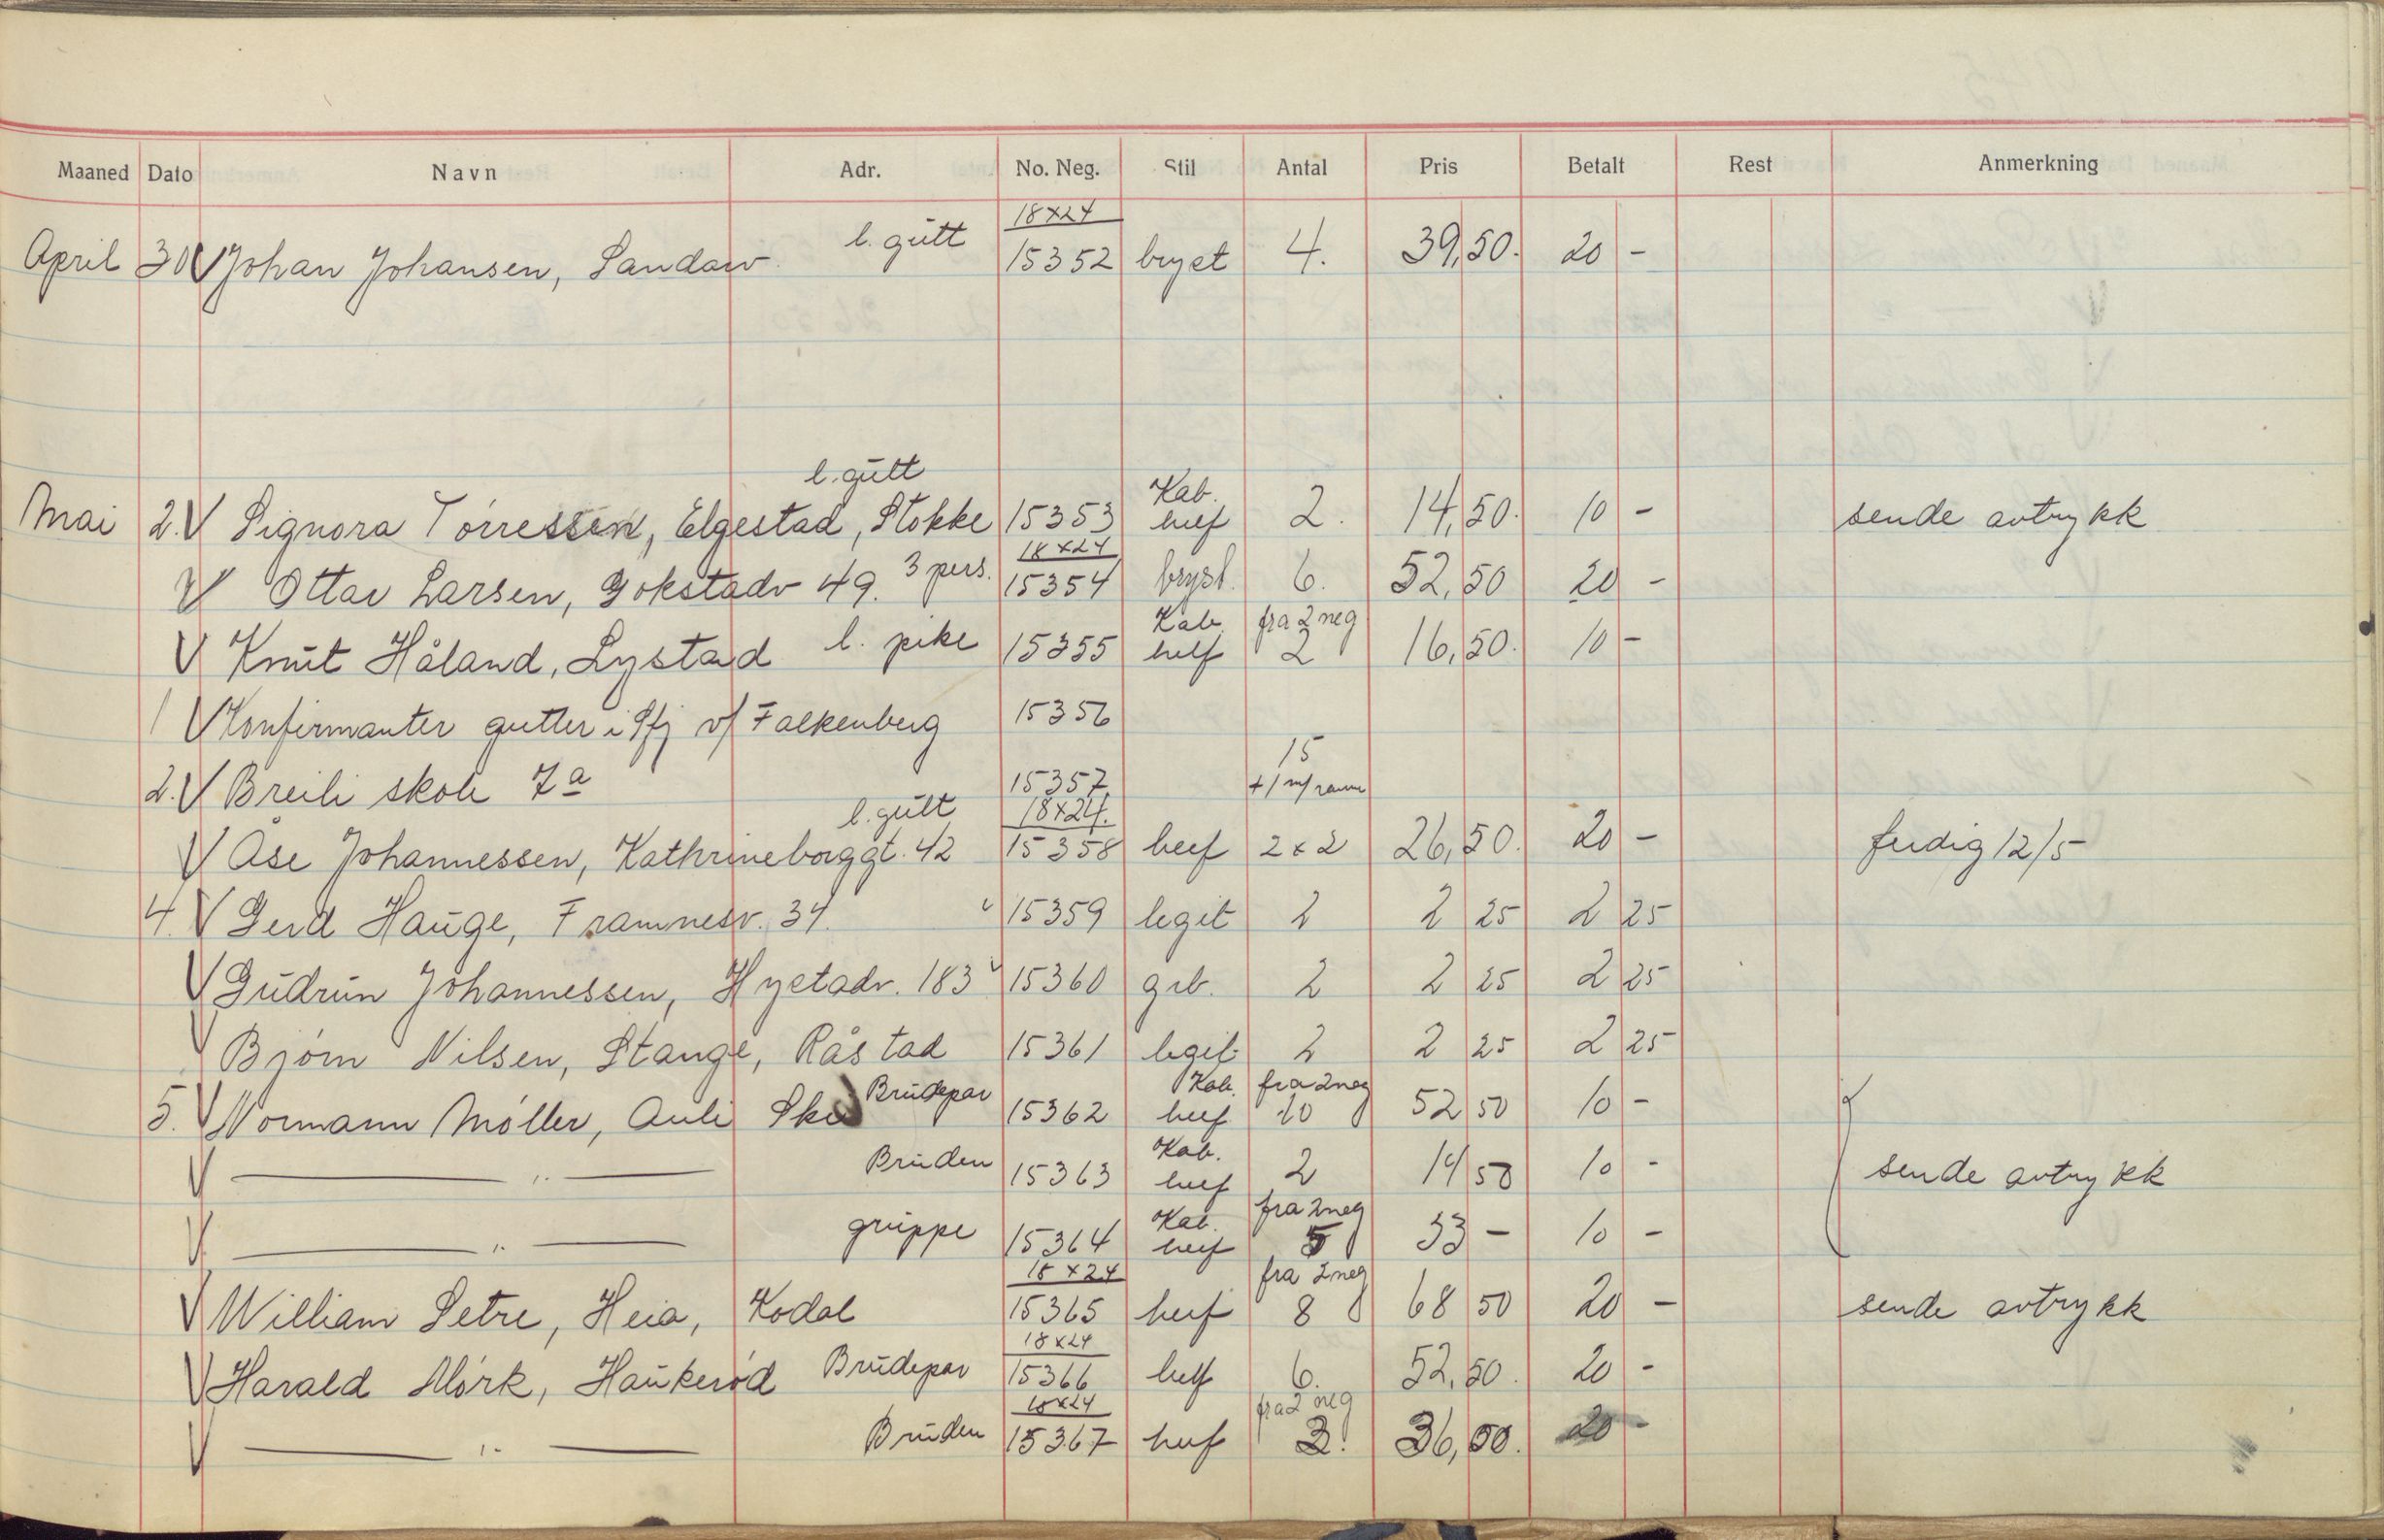 Maaned Dato Navn Adr. No. Neg. Stil Antal Pris Betalt Rest Anmerkning
April 30 V Johan Johansen, Sandarv. l. gutt 18x24 15352 bryst 4. 39,50. 20 -
Mai 2. V Signora Tørressen, Elgestad, Stokke l. gutt 15353 Kab. helf 2. 14,50. 10 - sende avtrykk
V Ottar Larsen, Gokstadv 49. 3 pers. 18x24 15354 bryst. 6. 52,50 20 -
V Knut Håland, Lystad l. pike 15355 Kab. helf fra 2 neg 2 16,50. 10 -
1 V Konfirmanter gutter i Sfj v/ Falkenberg 15356
2. V Breili skole 7a 15357 15 + 1 m/ramme
V Åse Johannessen, Kathrineborggt. 42 l. gutt 18x24. 15358 helf 2x2 26,50. 20 - ferdig 12/5
4. V Gerd Hauge, Framnesv. 34. 15359 legit 2 2 25 2 25
V Gudrun Johannessen, Hystadv. 183 15360 grb. 2 2 25 2 25
V Bjørn Nilsen, Stange, Råstad 15361 legit 2 2 25 2 25
5. V Normann Møller, Auli Brudepar 15362 Kab. helf fra 2 neg 10 52 50 10 -
V —— " —— Bruden 15363 Kab. helf 2 14 50 10 - sende avtrykk
V. —— " —— gruppe 15364 Kab. helf fra 2 neg 5 33 - 10 -
V William Setre, Heia, Kodal 18x24 15365 helf fra 2 neg 8 68 50 20 - sende avtrykk
V Harald Mørk, Haukerød Brudepar 18x24 15366 helf 6. 52,50. 20 -
V —— " —— Bruden 18x24 15367 helf fra 2 neg 3. 36,00. 20 -